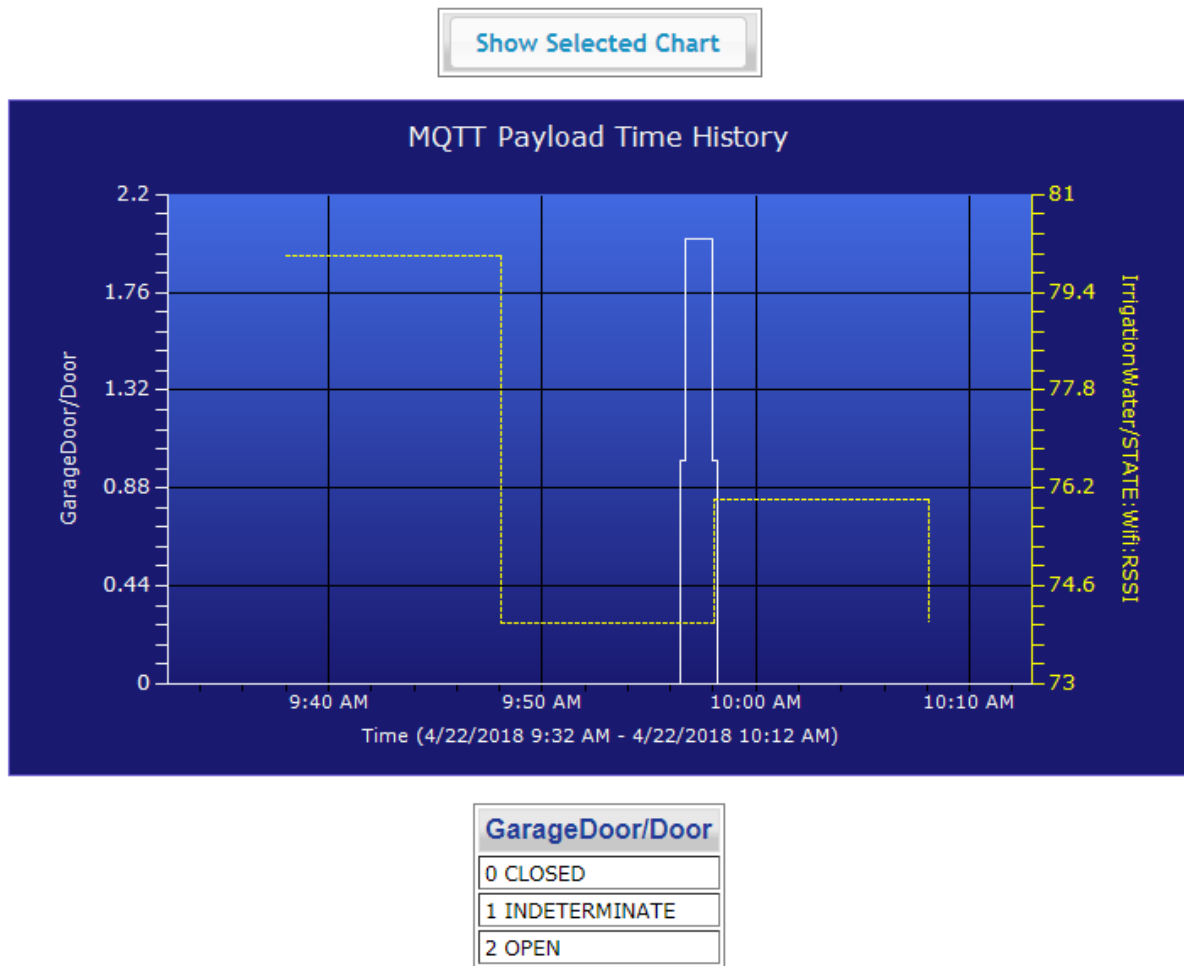 Show Selected Chart
MQTT Payload Time History
2.2
1.76
1.32
0.88
0.44
0
GarageDoor/Door
81
79.4
77.8
76.2
74.6
73
IrrigationWater/STATE:Wifi:RSSI
9:40 AM
9:50 AM
10:00 AM
10:10 AM
Time (4/22/2018 9:32 AM - 4/22/2018 10:12 AM)
GarageDoor/Door
0 CLOSED
1 INDETERMINATE
2 OPEN